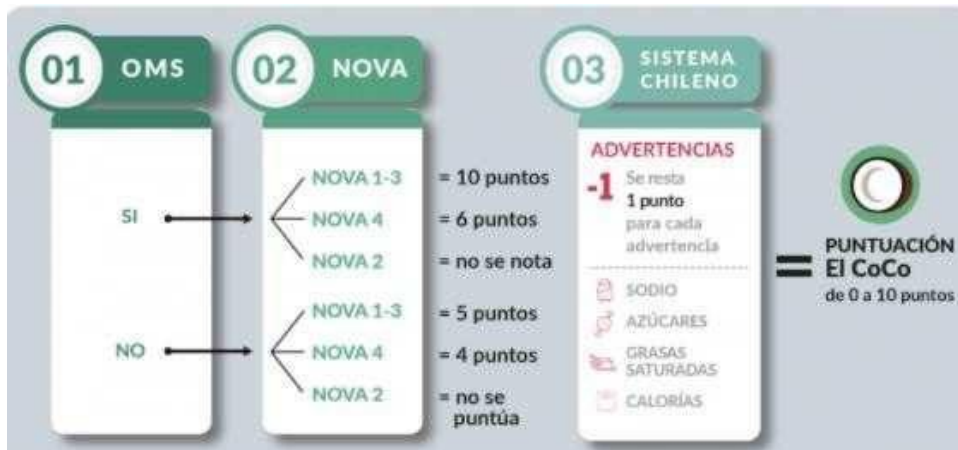 01 OMS
02 NOVA
03 SISTEMA
CHILENO
SI
NOVA 1-3 = 10 puntos
NOVA 4 = 6 puntos
NOVA 2 = no se nota
NO
NOVA 1-3 = 5 puntos
NOVA 4 = 4 puntos
NOVA 2 = no se
puntúa
ADVERTENCIAS
-1 Se resta
1 punto
para cada
advertencia
SODIO
AZÚCARES
GRASAS
SATURADAS
CALORÍAS
=
PUNTUACIÓN
El CoCo
de 0 a 10 puntos